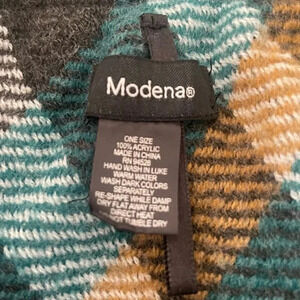 Modena®
ONE SIZE
100% ACRYLIC
MADE IN CHINA
RN 94528
HAND WASH IN LUKE
WARM WATER
WASH DARK COLORS
SEPARATELY
RE-SHAPE WHILE DAMP
DRY FLAT AWAY FROM
DIRECT HEAT
NOT TUMBLE DRY